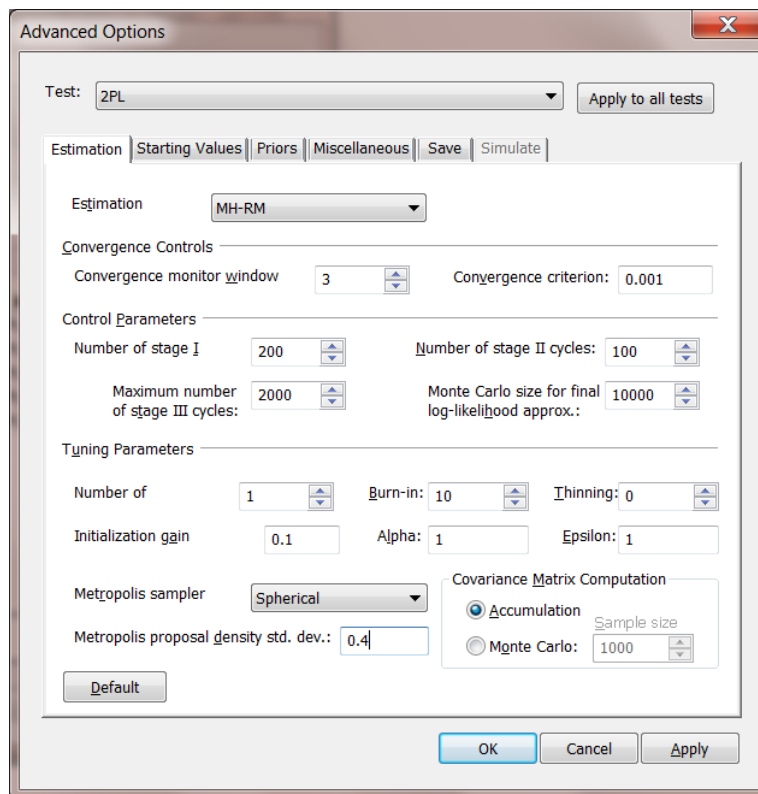 Advanced Options
Test: 2PL Apply to all tests
Estimation Starting Values Priors Miscellaneous Save Simulate
Estimation MH-RM
Convergence Controls
Convergence monitor window 3 Convergence criterion: 0.001
Control Parameters
Number of stage I 200 Number of stage II cycles: 100
Maximum number of stage III cycles: 2000 Monte Carlo size for final log-likelihood approx.: 10000
Tuning Parameters
Number of 1 Burn-in: 10 Thinning: 0
Initialization gain 0.1 Alpha: 1 Epsilon: 1
Metropolis sampler Spherical
Metropolis proposal density std. dev.: 0.4
Covariance Matrix Computation
Accumulation
Sample size
Monte Carlo: 1000
Default
OK Cancel Apply